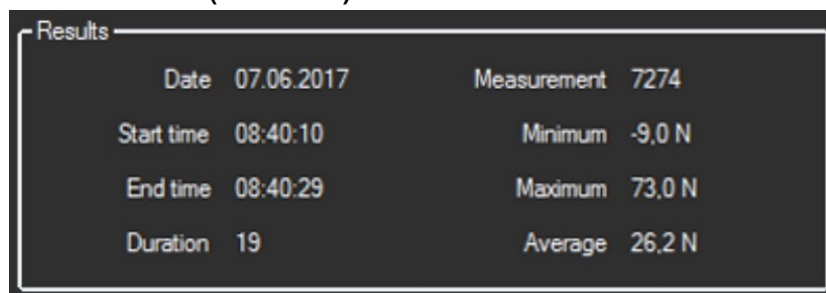 Results
Date 07.06.2017 Measurement 7274
Start time 08:40:10 Minimum -9,0 N
End time 08:40:29 Maximum 73,0 N
Duration 19 Average 26,2 N